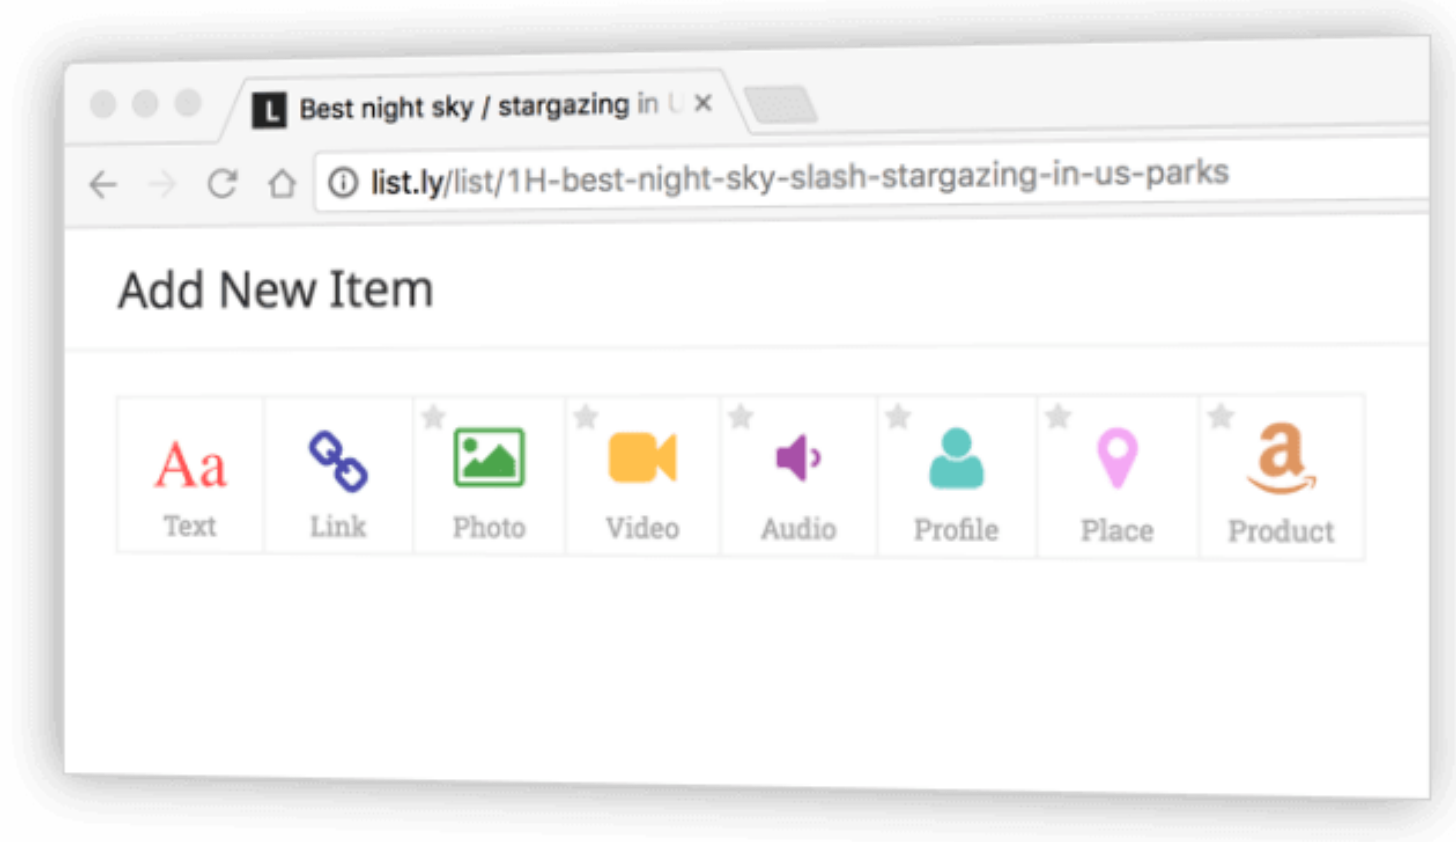 L Best night sky / stargazing in U
list.ly/list/1H-best-night-sky-slash-stargazing-in-us-parks
Add New Item
Aa a
Text Link Photo Video Audio Profile Place Product